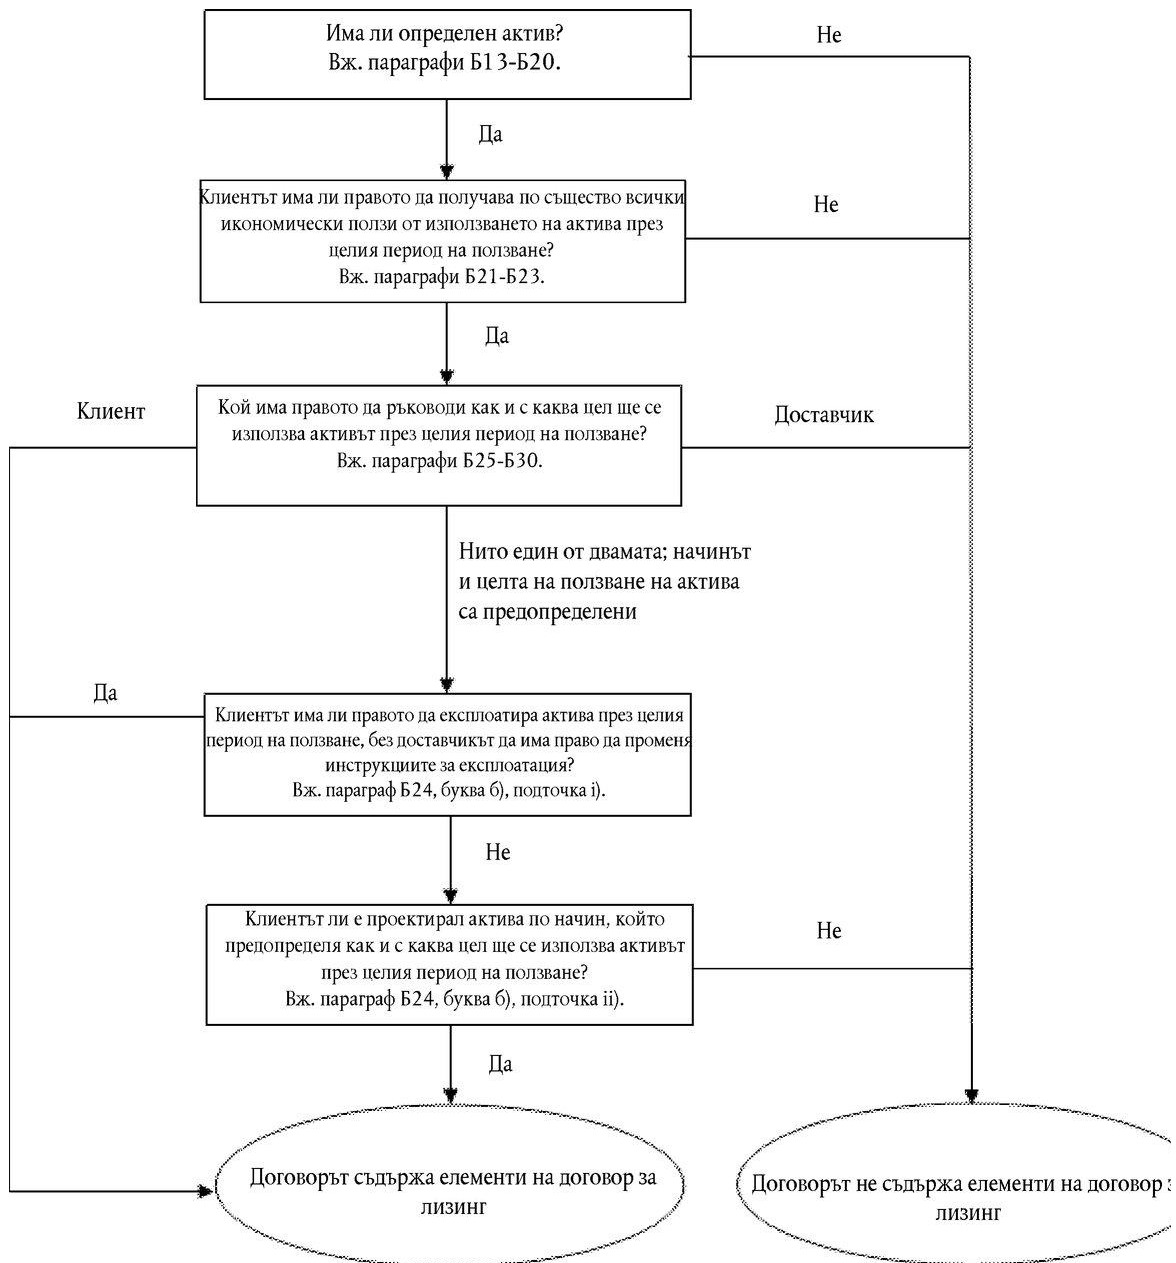 Има ли определен актив?
Вж. параграфи Б13-Б20.
Не
Да
Клиентът има ли правото да получава по същество всички
икономически ползи от използването на актива през
целия период на ползване?
Вж. параграфи Б21-Б23.
Не
Да
Клиент
Кой има правото да ръководи как и с каква цел ще се
използва активът през целия период на ползване?
Вж. параграфи Б25-Б30.
Доставчик
Нито един от двамата; начинът
и целта на ползване на актива
са предопределени
Да
Клиентът има ли правото да експлоатира актива през целия
период на ползване, без доставчикът да има право да променя
инструкциите за експлоатация?
Вж. параграф Б24, буква б), подточка i).
Не
Клиентът ли е проектирал актива по начин, който
предопределя как и с каква цел ще се използва активът
през целия период на ползване?
Вж. параграф Б24, буква б), подточка ii).
Не
Да
Договорът съдържа елементи на договор за
лизинг
Договорът не съдържа елементи на договор
лизинг